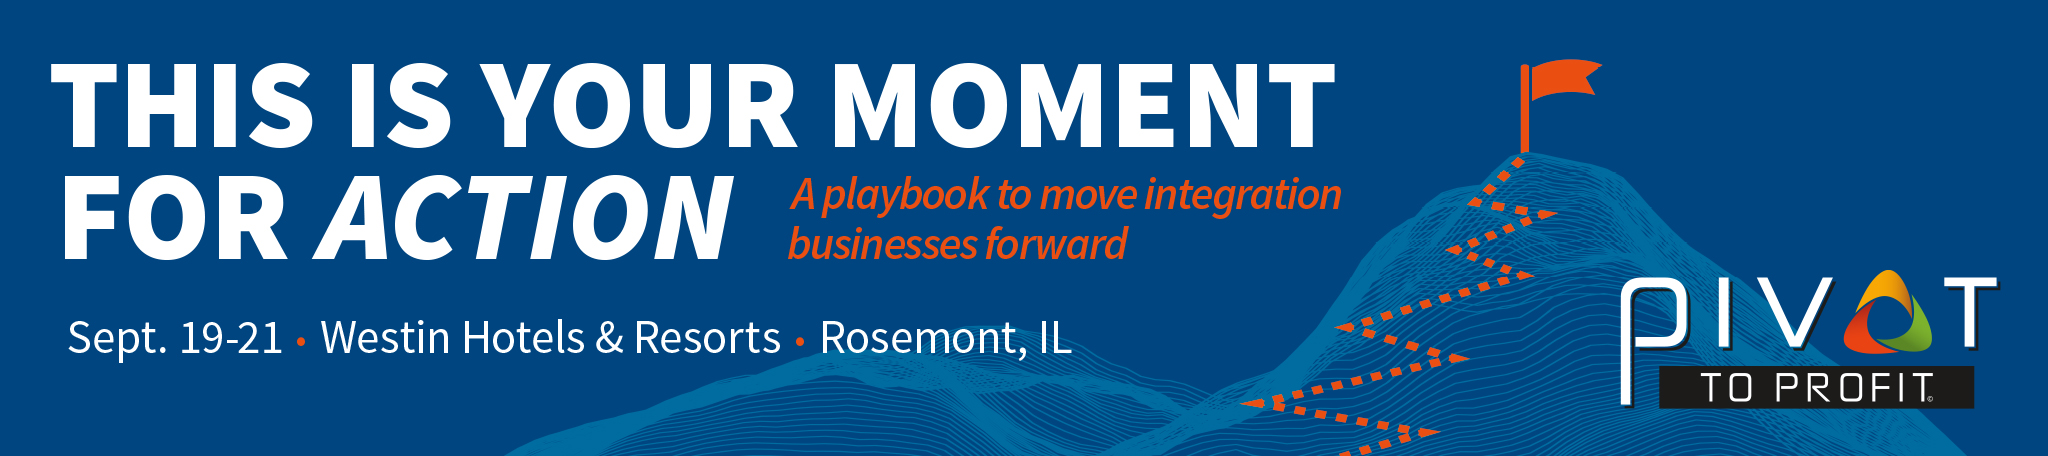 THIS IS YOUR MOMENT
FOR ACTION
A playbook to move integration
businesses forward
Sept. 19-21 • Westin Hotels & Resorts • Rosemont, IL
PIVOT
TO PROFIT©